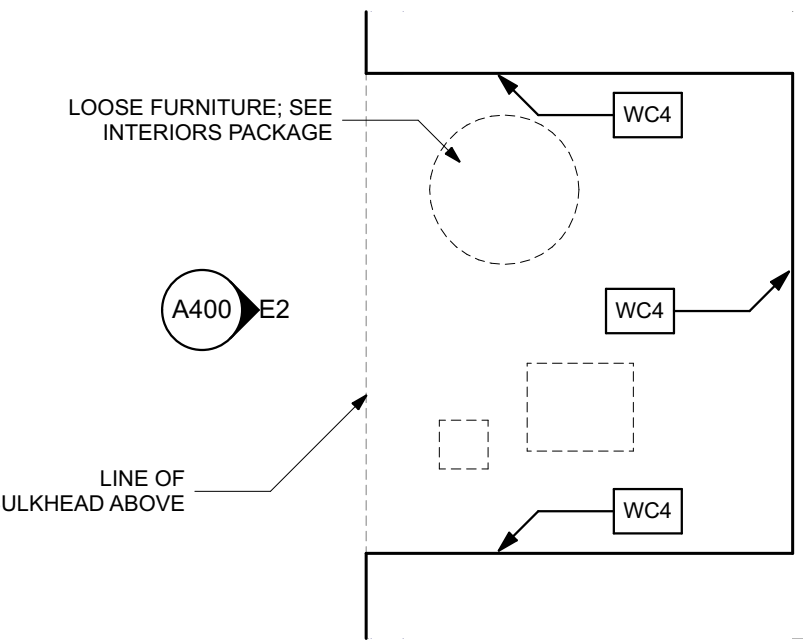 LOOSE FURNITURE; SEE
INTERIORS PACKAGE
WC4
A400
E2
WC4
LINE OF
ULKHEAD ABOVE
WC4